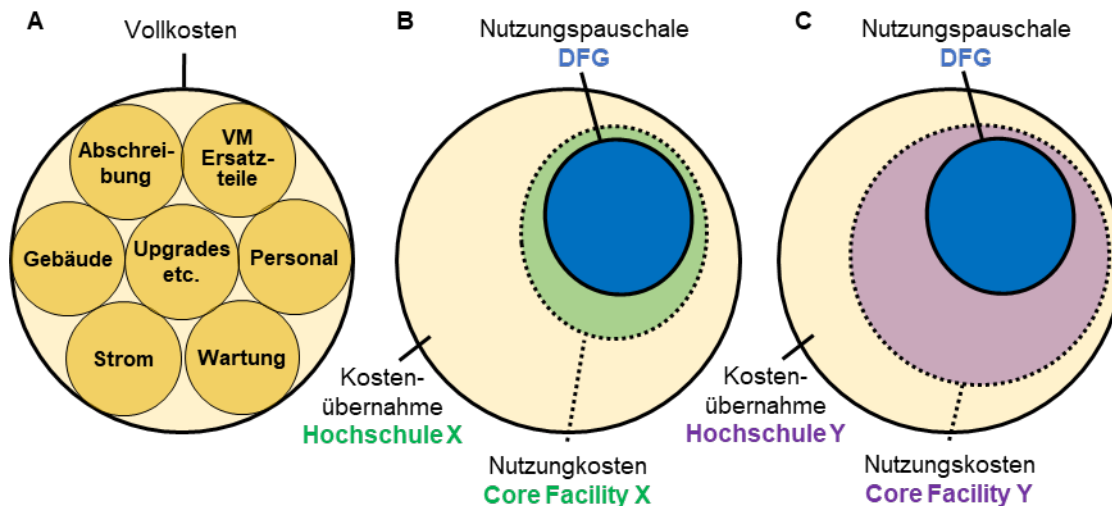 A
Vollkosten
Abschrei-
bung
VM
Ersatz-
teile
Gebäude
Upgrades
etc.
Personal
Strom
Wartung
B
Nutzungspauschale
DFG
Kosten-
übernahme
Hochschule X
Nutzungkosten
Core Facility X
C
Nutzungspauschale
DFG
Kosten-
übernahme
Hochschule Y
Nutzungskosten
Core Facility Y